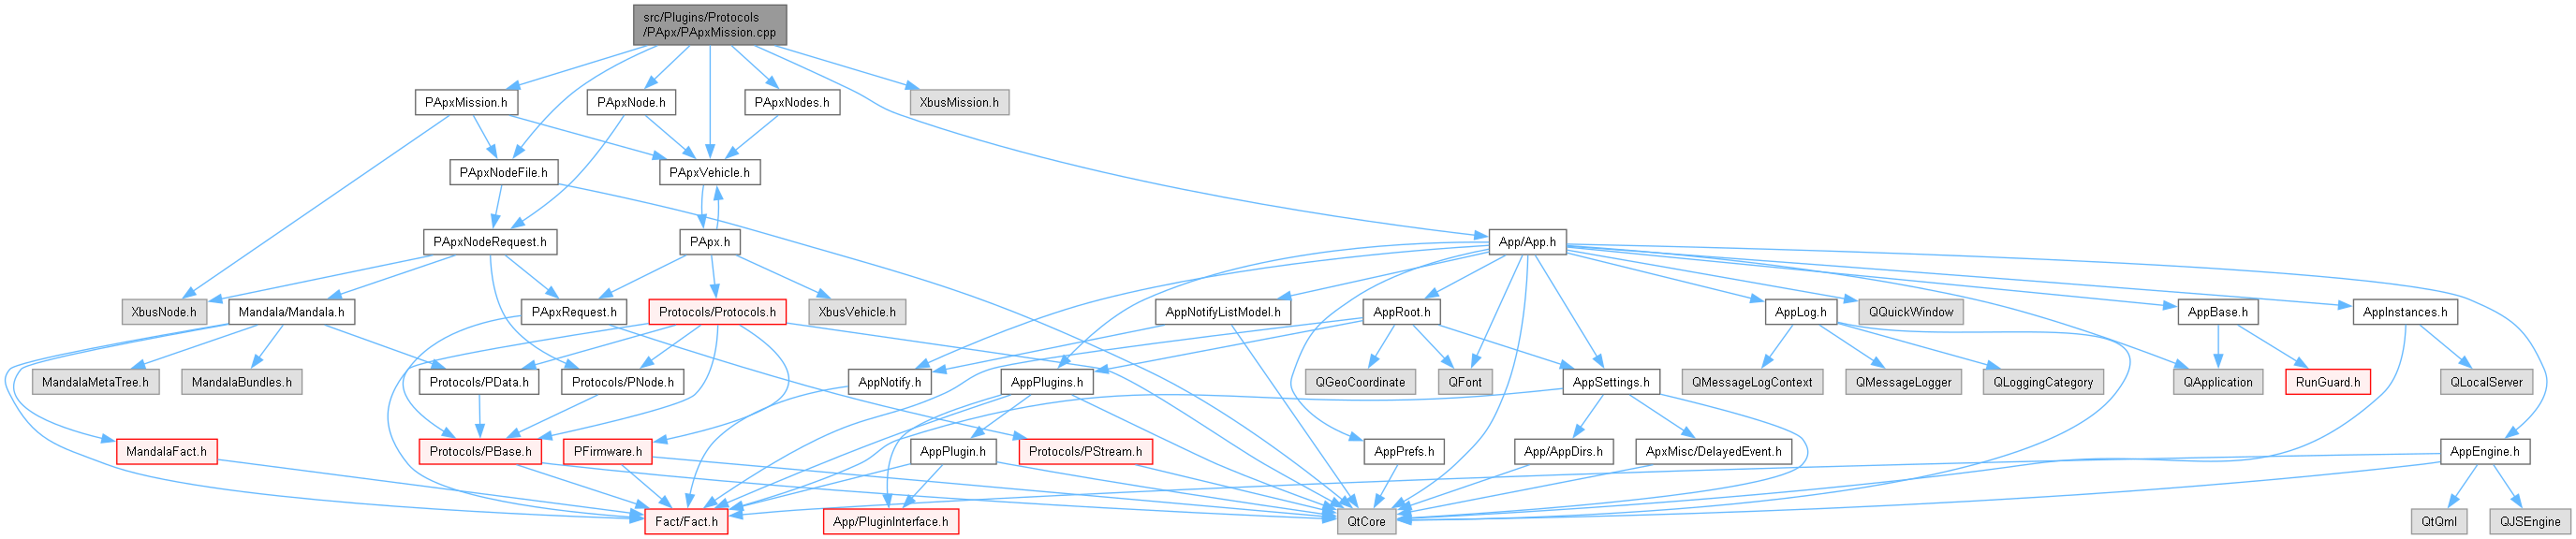 src/Plugins/Protocols
/PApx/PApxMission.cpp
PApxMission.h
PApxNode.h
PApxNodes.h
XbusMission.h
PApxNodeFile.h
PApxVehicle.h
PApxNodeRequest.h
PApx.h
App/App.h
XbusNode.h
Mandala/Mandala.h
PApxRequest.h
Protocols/Protocols.h
XbusVehicle.h
AppNotifyListModel.h
AppRoot.h
AppLog.h
QQuickWindow
AppBase.h
AppInstances.h
MandalaMetaTree.h
MandalaBundles.h
Protocols/PData.h
Protocols/PNode.h
AppNotify.h
AppPlugins.h
QGeoCoordinate
QFont
AppSettings.h
QMessageLogContext
QMessageLogger
QLoggingCategory
QApplication
RunGuard.h
QLocalServer
MandalaFact.h
Protocols/PBase.h
PFirmware.h
AppPlugin.h
Protocols/PStream.h
AppPrefs.h
App/AppDirs.h
ApxMisc/DelayedEvent.h
AppEngine.h
Fact/Fact.h
App/PluginInterface.h
QtCore
QtQml
QJSEngine